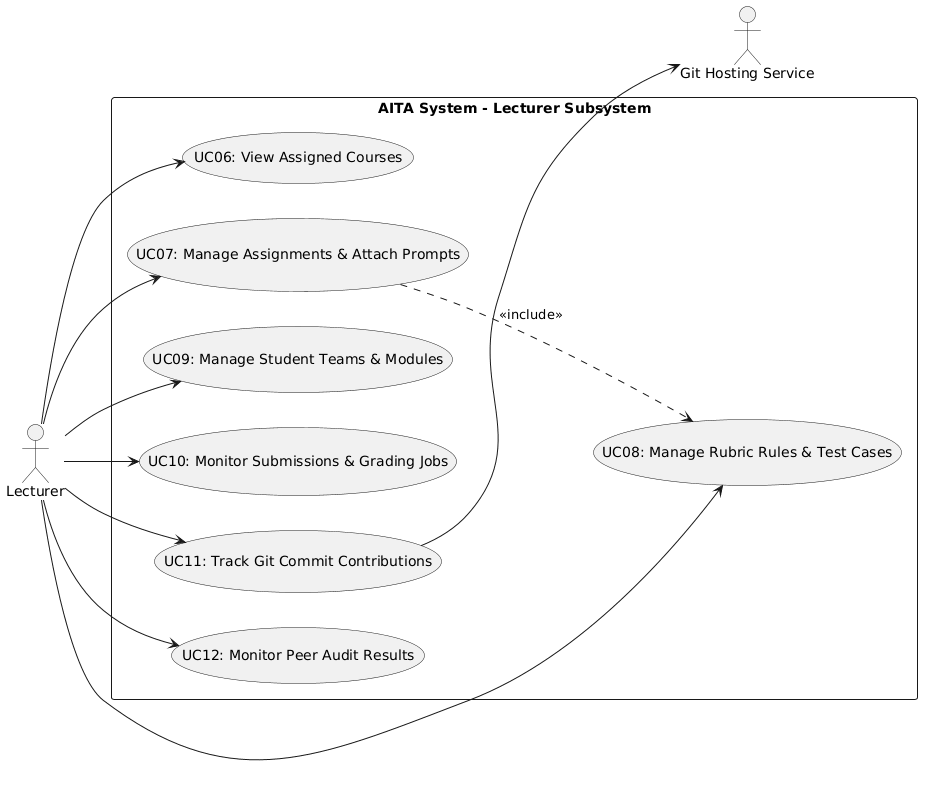 Git Hosting Service
AITA System - Lecturer Subsystem
UC06: View Assigned Courses
UC07: Manage Assignments & Attach Prompts
«include»
UC09: Manage Student Teams & Modules
UC08: Manage Rubric Rules & Test Cases
UC10: Monitor Submissions & Grading Jobs
Lecturer
UC11: Track Git Commit Contributions
UC12: Monitor Peer Audit Results